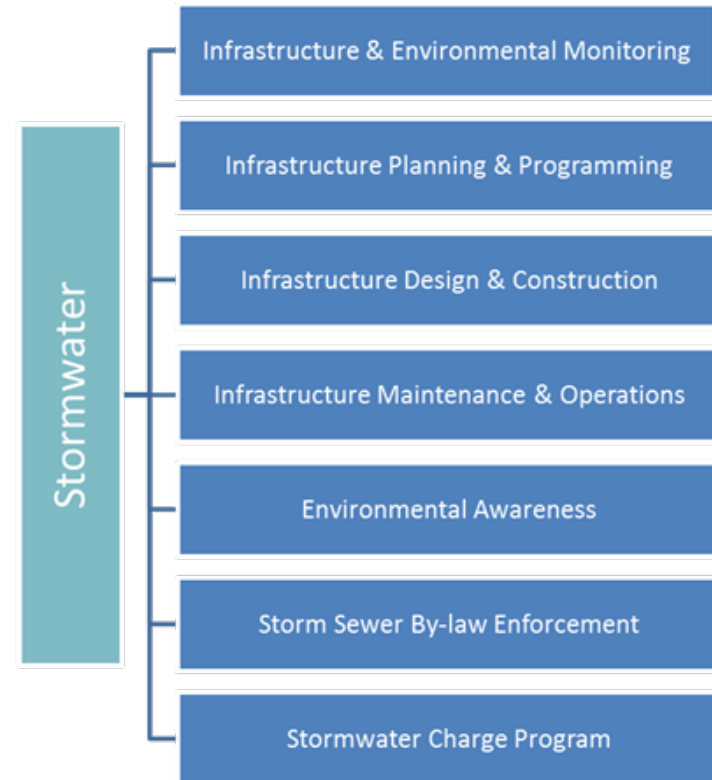 Stormwater
Infrastructure & Environmental Monitoring
Infrastructure Planning & Programming
Infrastructure Design & Construction
Infrastructure Maintenance & Operations
Environmental Awareness
Storm Sewer By-law Enforcement
Stormwater Charge Program